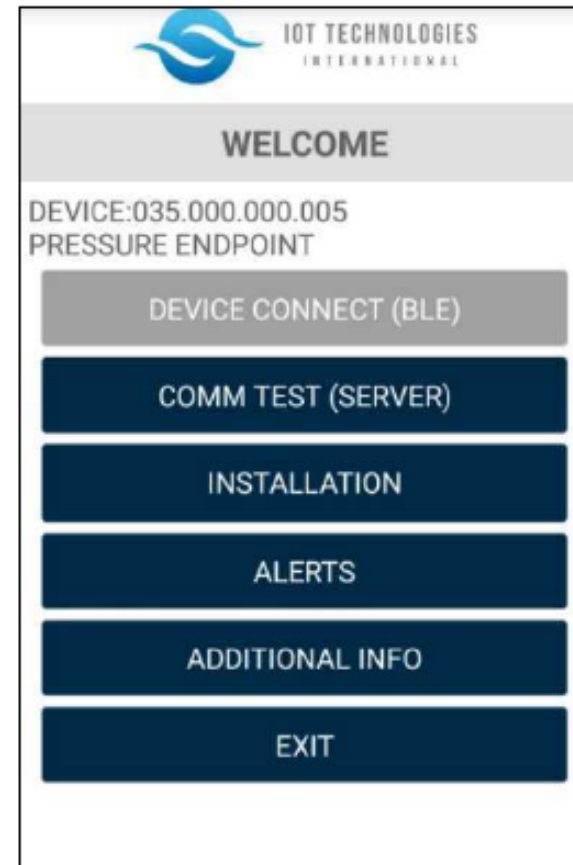 IOT TECHNOLOGIES
INTERNATIONAL
WELCOME
DEVICE:035.000.000.005
PRESSURE ENDPOINT
DEVICE CONNECT (BLE)
COMM TEST (SERVER)
INSTALLATION
ALERTS
ADDITIONAL INFO
EXIT